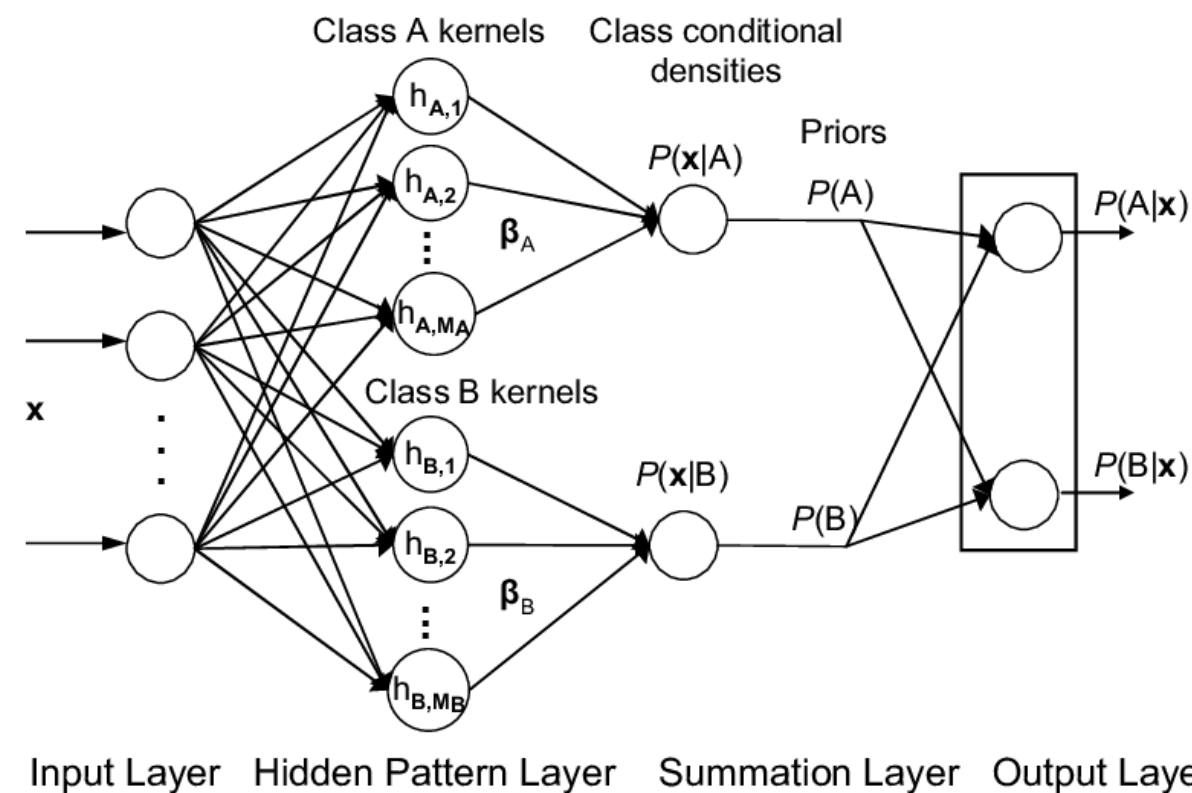 Class A kernels
Class conditional
densities
Priors
h_A,1
h_A,2
h_A,M_A
β_A
P(x|A)
P(A)
P(A|x)
x
Class B kernels
h_B,1
h_B,2
h_B,M_B
β_B
P(x|B)
P(B)
P(B|x)
Input Layer Hidden Pattern Layer Summation Layer Output Laye